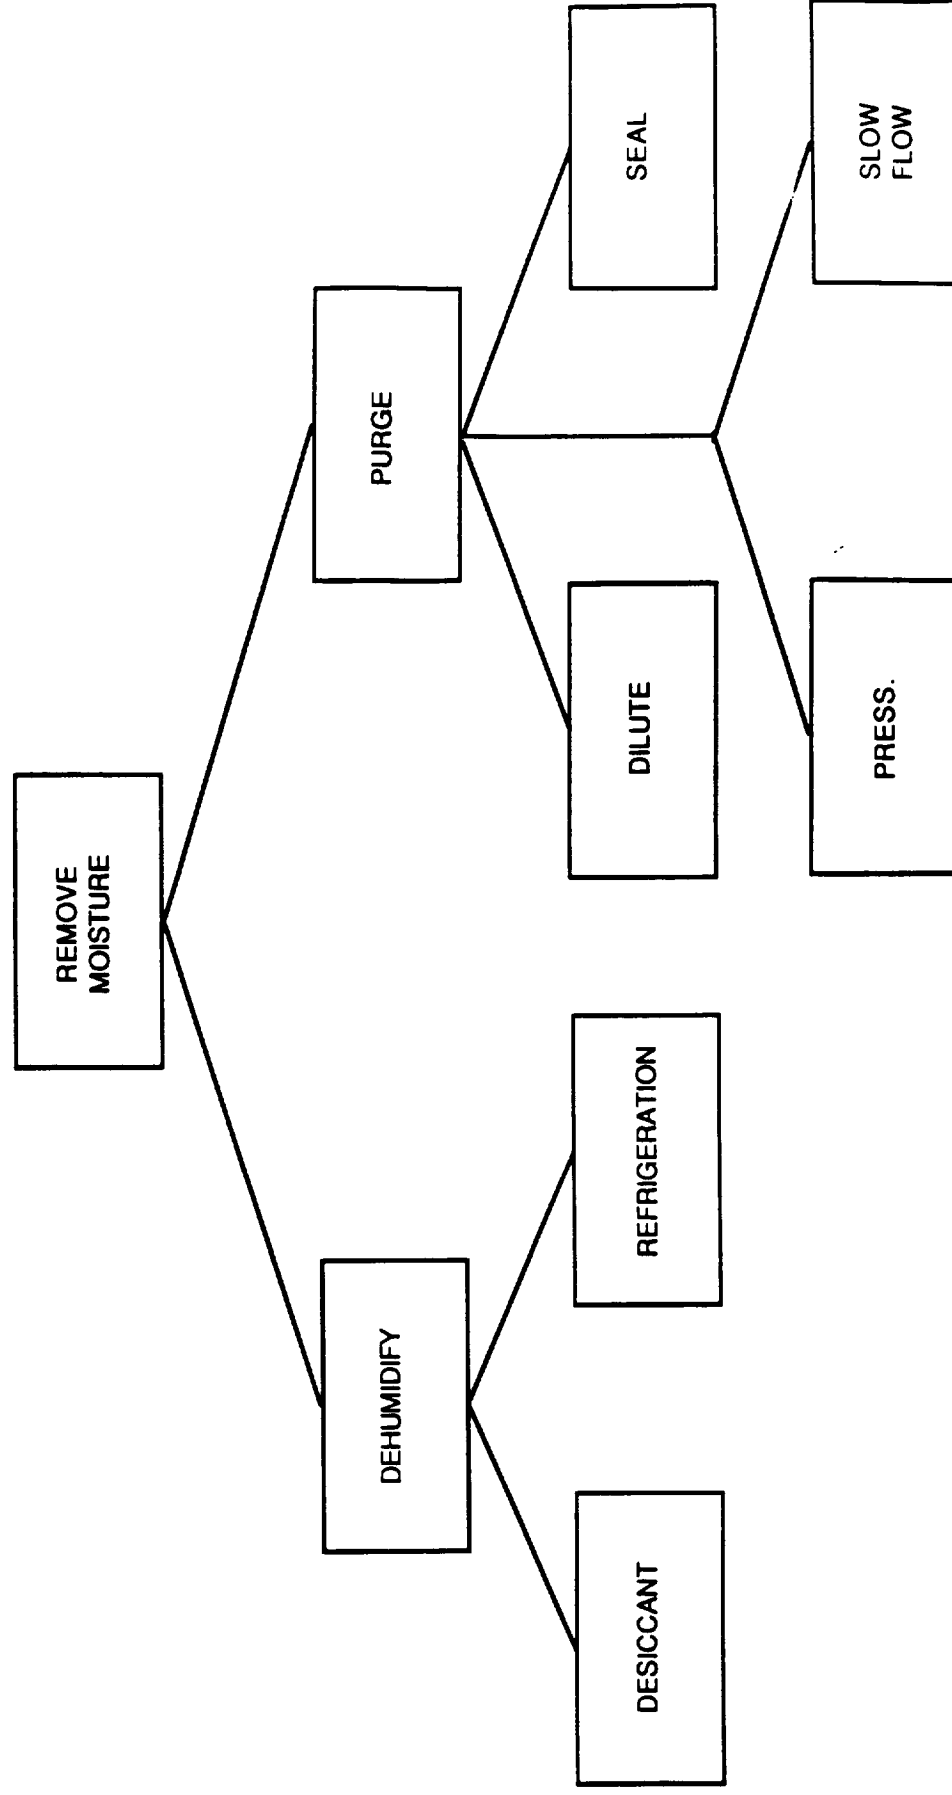 REMOVE
MOISTURE
DEHUMIDIFY
PURGE
DESICCANT
REFRIGERATION
DILUTE
SEAL
PRESS.
SLOW
FLOW